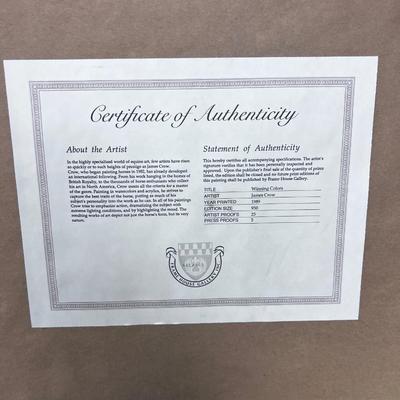 Certificate of Authenticity
About the Artist
In the highly specialized world of equine art, few artists have risen
so quickly or to such heights of prestige as James Crow.
Crow, who began painting horses in 1982, has already developed
an international following. From his work hanging in the homes of
British Royalty, to the thousands of horse enthusiasts who collect
his art in North America, Crow meets all the criteria for a master
of the genre. Painting in watercolors and acrylics, he strives to
capture the best traits of the horse, putting as much of his
subject's personality into the work as he can. In all of his paintings
Crow tries to emphasize action, dramatizing the subject with
extreme lighting conditions, and by highlighting the mood. The
resulting works of art depict not just the horse's form, but its very
nature.
Statement of Authenticity
This hereby certifies all accompanying specifications. The artist's
signature verifies that it has been personally inspected and
approved. Upon the publisher's final sale of the quantity of prints
listed, the edition shall be closed and no future print editions of
this painting shall be published by Frame House Gallery.
TITLE Winning Colors
ARTIST James Crow
YEAR PRINTED 1989
EDITION SIZE 950
ARTIST PROOFS 25
PRESS PROOFS 3
FRAME HOUSE GALLERY